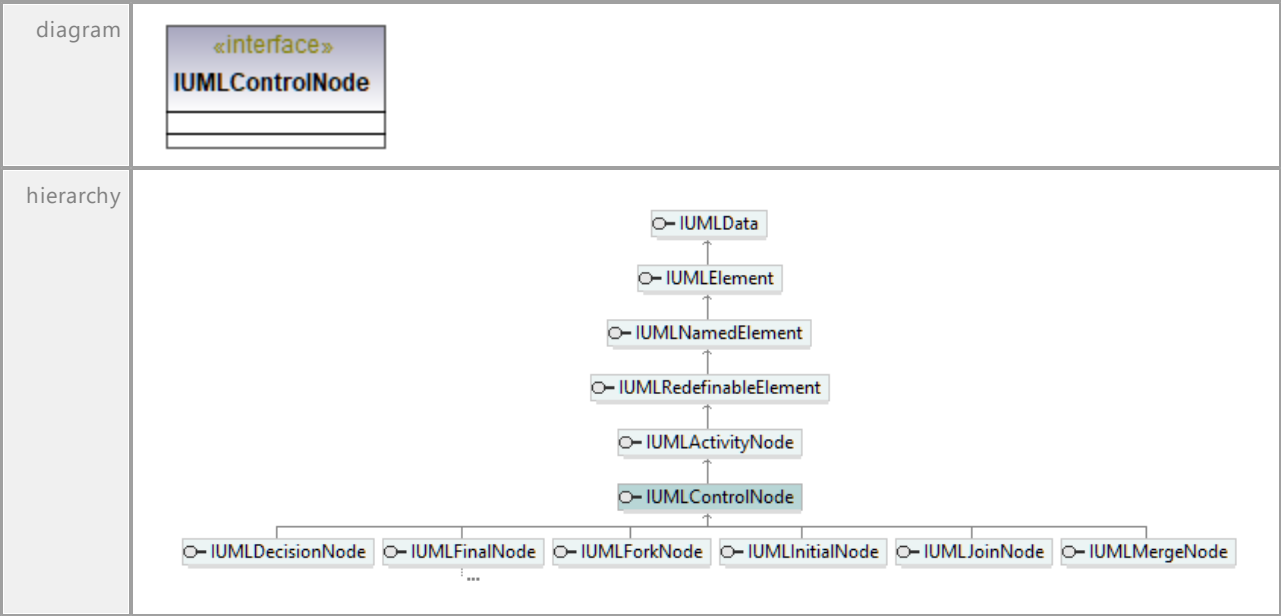 diagram
«interface»
IUMLControlNode
hierarchy
IUMLData
IUMLElement
IUMLNamedElement
IUMLRedefinableElement
IUMLActivityNode
IUMLControlNode
IUMLDecisionNode IUMLFinalNode IUMLForkNode IUMLInitialNode IUMLJoinNode IUMLMergeNode
...